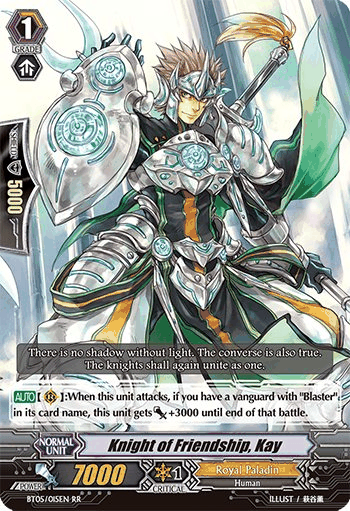 1
GRADE
SHIELD 5000
There is no shadow without light. The converse is also true.
The knights shall again unite as one.
AUTO【 】:When this unit attacks, if you have a vanguard with "Blaster"
in its card name, this unit gets +3000 until end of that battle.
NORMAL UNIT
Knight of Friendship, Kay
POWER 7000
1 CRITICAL
Royal Paladin
Human
BT05/015EN RR
ILLUST / 萩谷薫